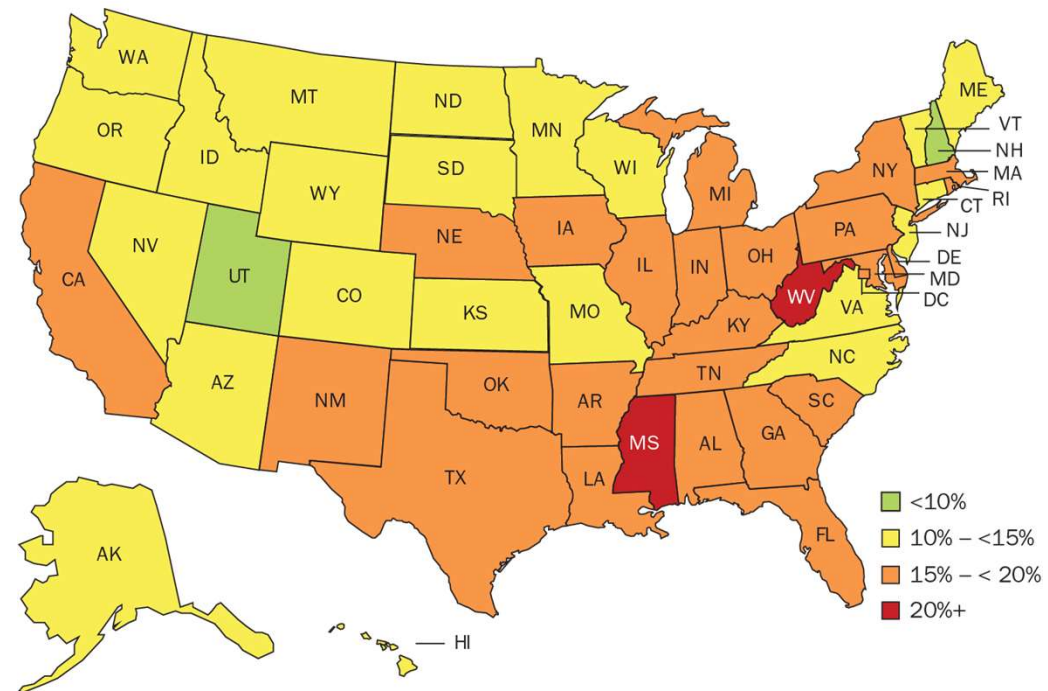 WA
MT
ND
MN
ME
VT
OR
ID
SD
WI
NH
NY
MA
WY
MI
RI
CT
NE
IA
PA
NJ
NV
IL
IN
OH
DE
CA
UT
MD
CO
WV
DC
KS
MO
VA
KY
NC
AZ
OK
TN
NM
AR
SC
MS
AL
GA
TX
LA
<10%
FL
10% – <15%
AK
15% – < 20%
20%+
HI